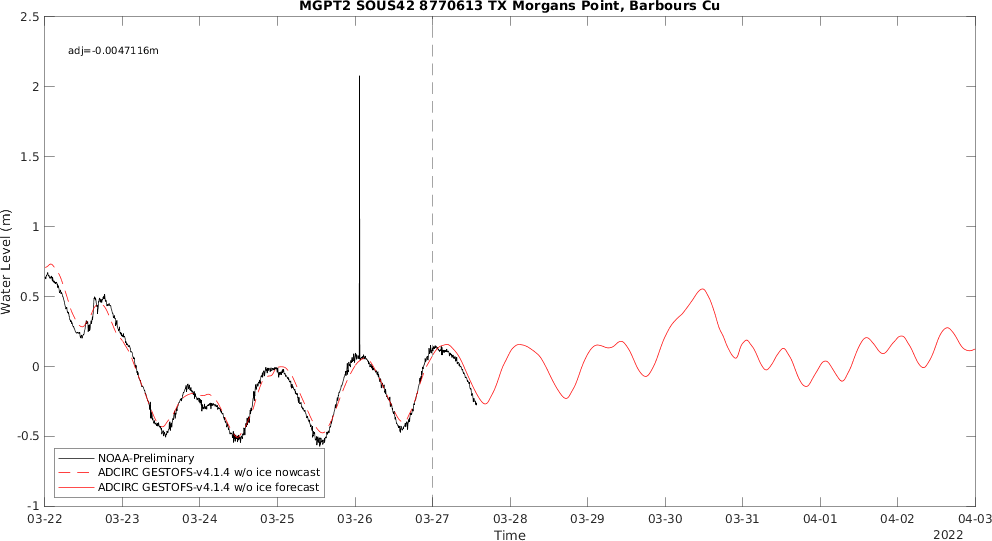 MGPT2 SOUS42 8770613 TX Morgans Point, Barbours Cu
adj=-0.0047116m
2.5
2
1.5
1
0.5
0
-0.5
-1
Water Level (m)
NOAA-Preliminary
ADCIRC GESTOFS-v4.1.4 w/o ice nowcast
ADCIRC GESTOFS-v4.1.4 w/o ice forecast
03-22 03-23 03-24 03-25 03-26 03-27 03-28 03-29 03-30 03-31 04-01 04-02 04-03
Time
2022